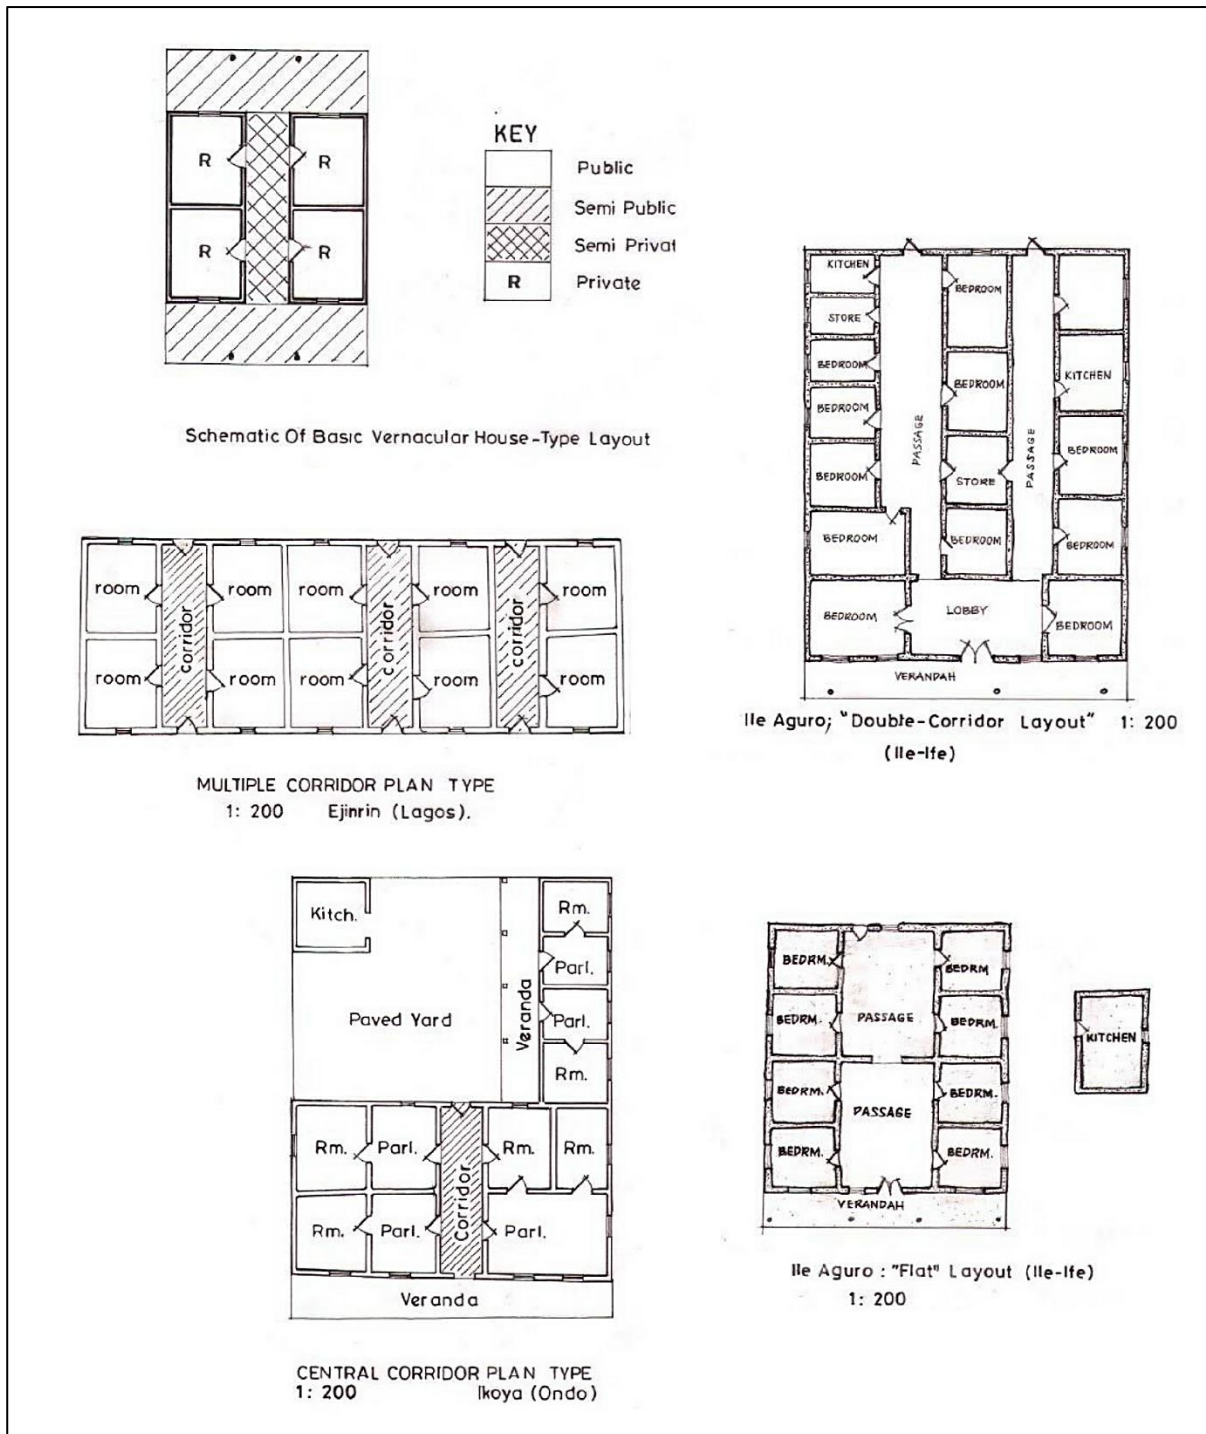 R
R
R
R
KEY
Public
Semi Public
Semi Privat
R Private
Schematic Of Basic Vernacular House-Type Layout
room corridor room room corridor room corridor room
room room room room room
MULTIPLE CORRIDOR PLAN TYPE
1: 200 Ejinrin (Lagos).
KITCHEN
BEDROOM
STORE
BEDROOM
BEDROOM
KITCHEN
BEDROOM
PASSAGE
PASSAGE
BEDROOM
STORE
BEDROOM
BEDROOM
BEDROOM
BEDROOM
BEDROOM
LOBBY
BEDROOM
VERANDAH
Ile Aguro; "Double-Corridor Layout" 1: 200
(Ile-Ife)
Kitch.
Rm.
Parl.
Paved Yard
Veranda
Parl.
Rm.
Rm. Parl. Rm. Rm.
Corridor
Rm. Parl. Parl.
Veranda
CENTRAL CORRIDOR PLAN TYPE
1: 200 Ikoya (Ondo)
BEDRM. BEDRM
BEDRM. PASSAGE BEDRM.
BEDRM. BEDRM.
PASSAGE
BEDRM. BEDRM.
VERANDAH
KITCHEN
Ile Aguro : "Flat" Layout (Ile-Ife)
1: 200